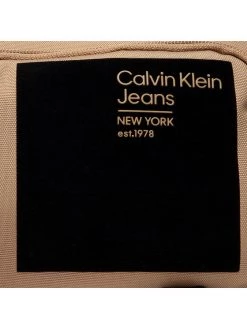 Calvin Klein
Jeans
NEW YORK
est.1978